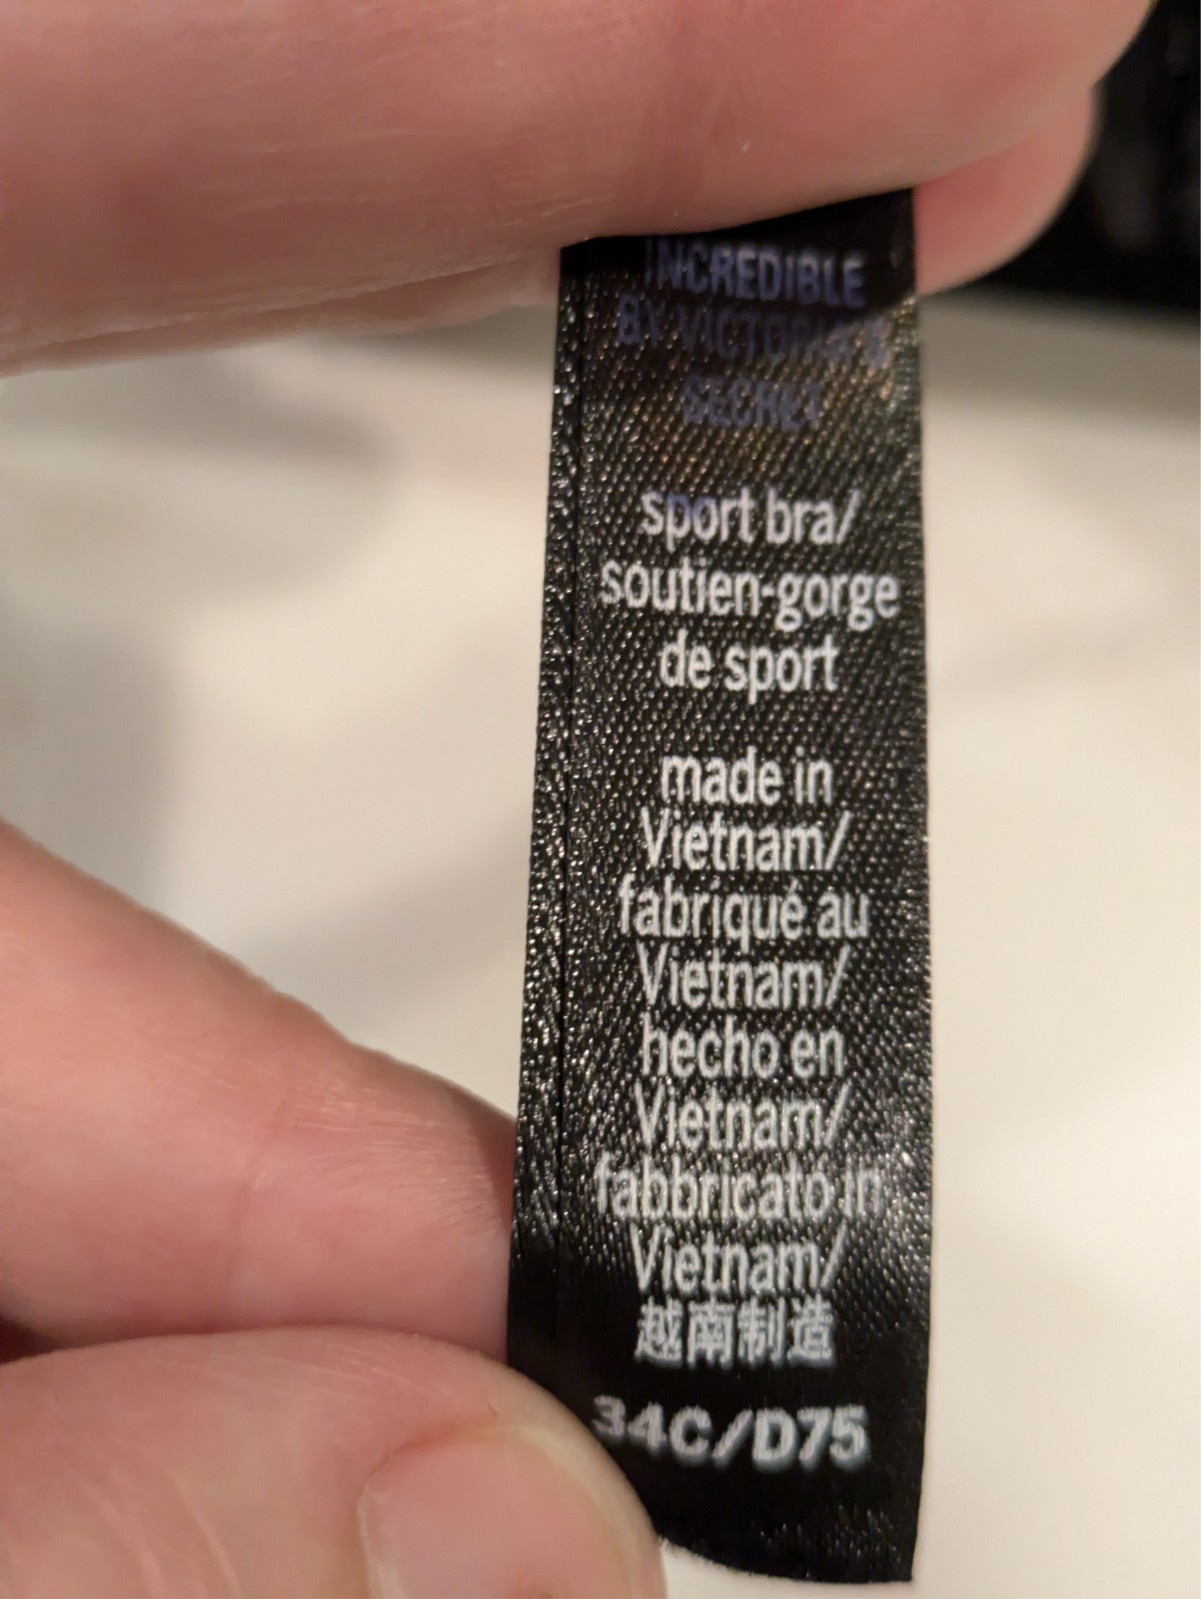 INCREDIBLE
BY VICTORIA'S
SECRET
sport bra/
soutien-gorge
de sport
made in
Vietnam/
fabriqué au
Vietnam/
hecho en
Vietnam/
fabbricato in
Vietnam/
越南制造
34C/D75